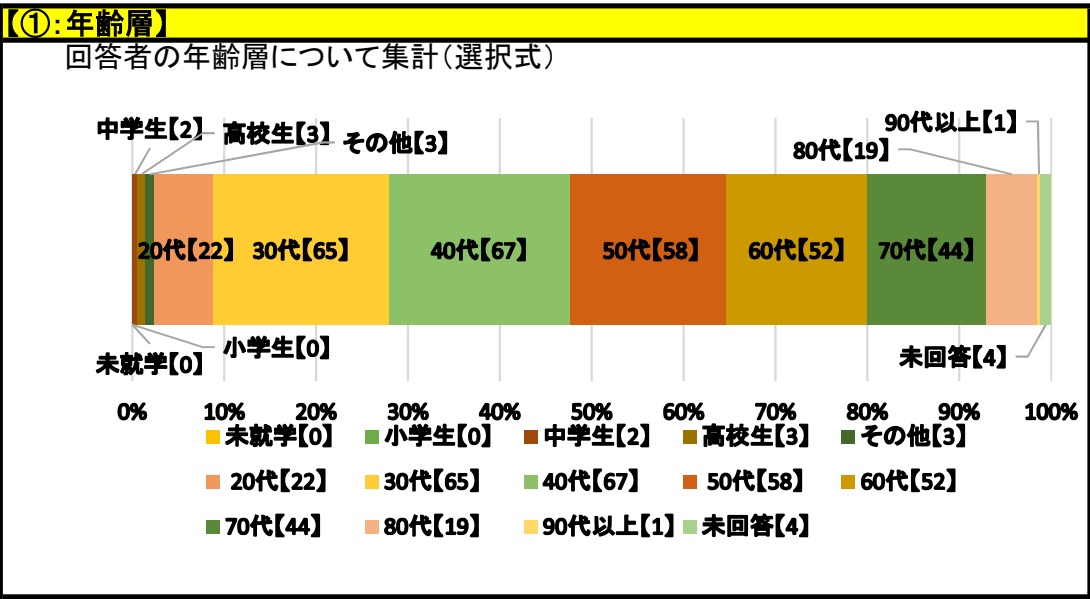 【①：年齢層】
回答者の年齢層について集計（選択式）
中学生【2】 高校生【3】 その他【3】 90代以上【1】
80代【19】
20代【22】 30代【65】 40代【67】 50代【58】 60代【52】 70代【44】
未就学【0】 小学生【0】 未回答【4】
0% 10% 20% 30% 40% 50% 60% 70% 80% 90% 100%
未就学【0】 小学生【0】 中学生【2】 高校生【3】 その他【3】
20代【22】 30代【65】 40代【67】 50代【58】 60代【52】
70代【44】 80代【19】 90代以上【1】 未回答【4】